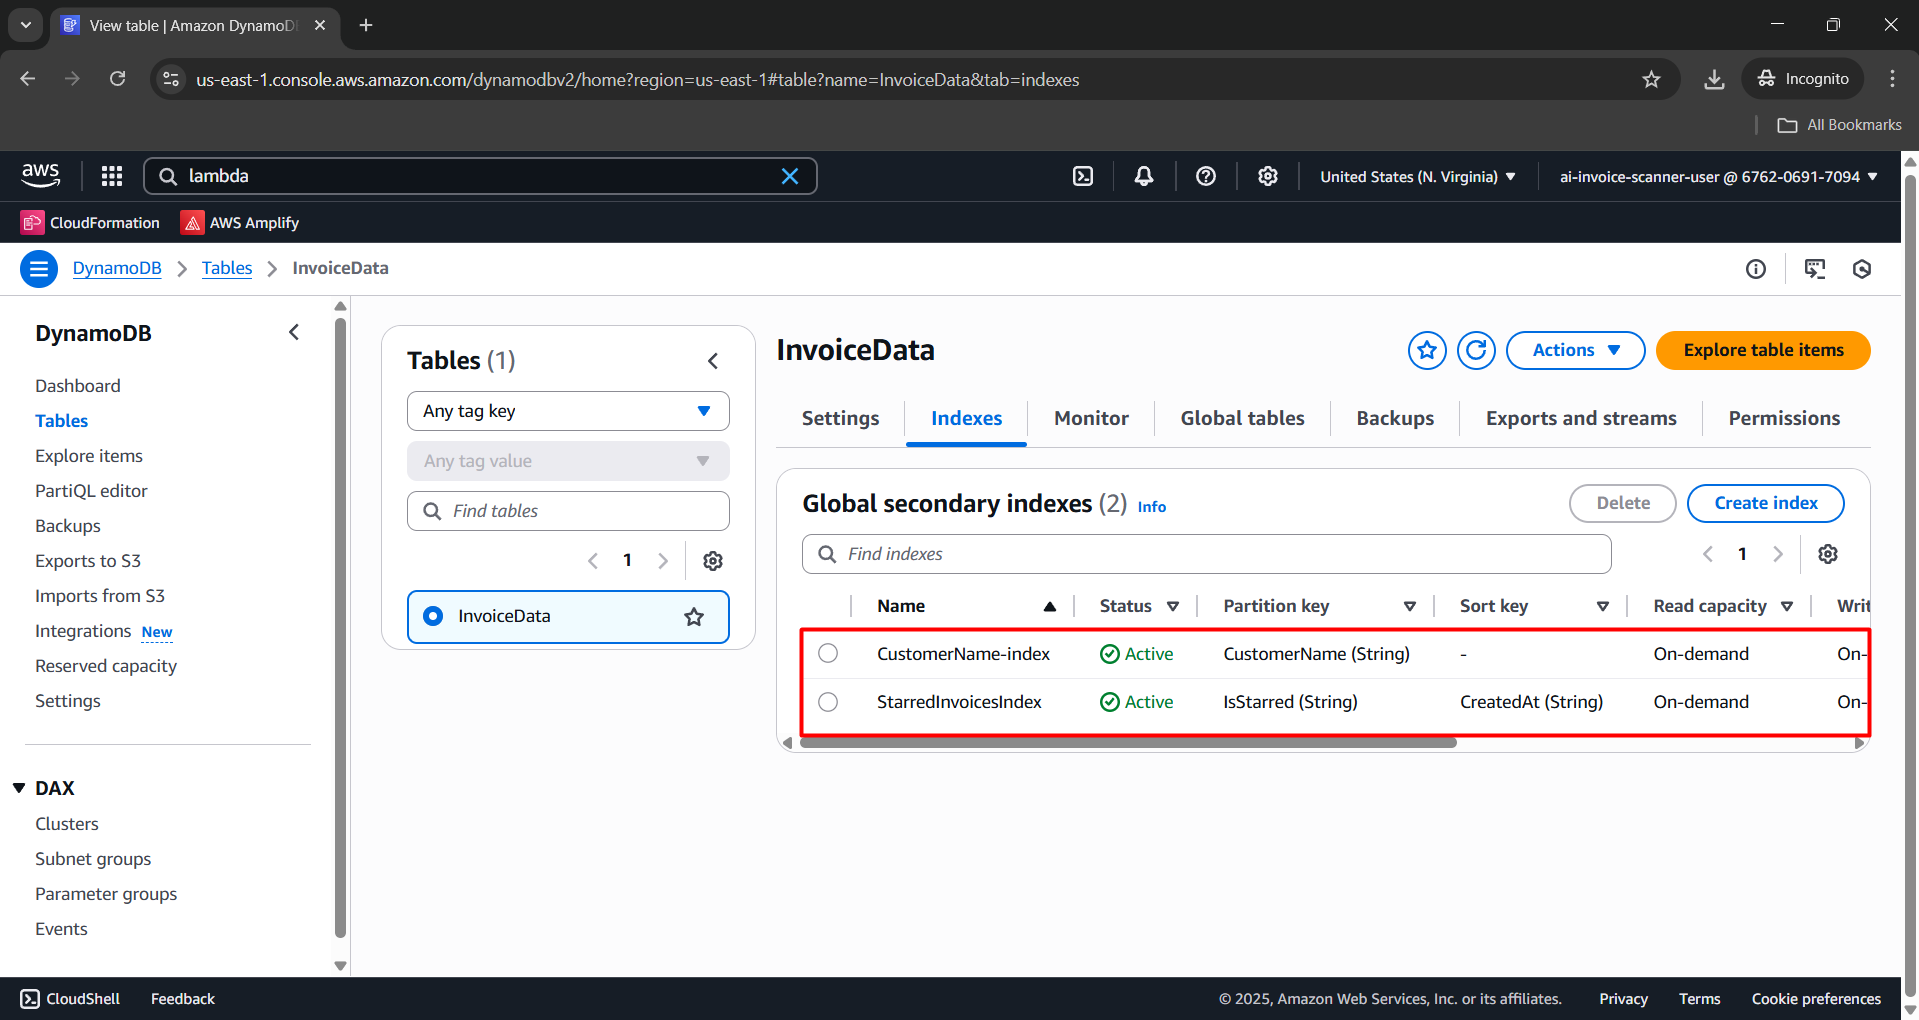 View table | Amazon DynamoD
us-east-1.console.aws.amazon.com/dynamodbv2/home?region=us-east-1#table?name=InvoiceData&tab=indexes
Incognito
All Bookmarks
aws
lambda
United States (N. Virginia)
ai-invoice-scanner-user @ 6762-0691-7094
CloudFormation
AWS Amplify
DynamoDB
Tables
InvoiceData
DynamoDB
Dashboard
Tables
Explore items
PartiQL editor
Backups
Exports to S3
Imports from S3
Integrations New
Reserved capacity
Settings
DAX
Clusters
Subnet groups
Parameter groups
Events
Tables (1)
Any tag key
Any tag value
Find tables
1
InvoiceData
InvoiceData
Actions
Explore table items
Settings
Indexes
Monitor
Global tables
Backups
Exports and streams
Permissions
Global secondary indexes (2) Info
Delete
Create index
Find indexes
1
Name Status Partition key Sort key Read capacity Writ
CustomerName-index Active CustomerName (String) - On-demand On-
StarredInvoicesIndex Active IsStarred (String) CreatedAt (String) On-demand On-
CloudShell Feedback © 2025, Amazon Web Services, Inc. or its affiliates. Privacy Terms Cookie preferences